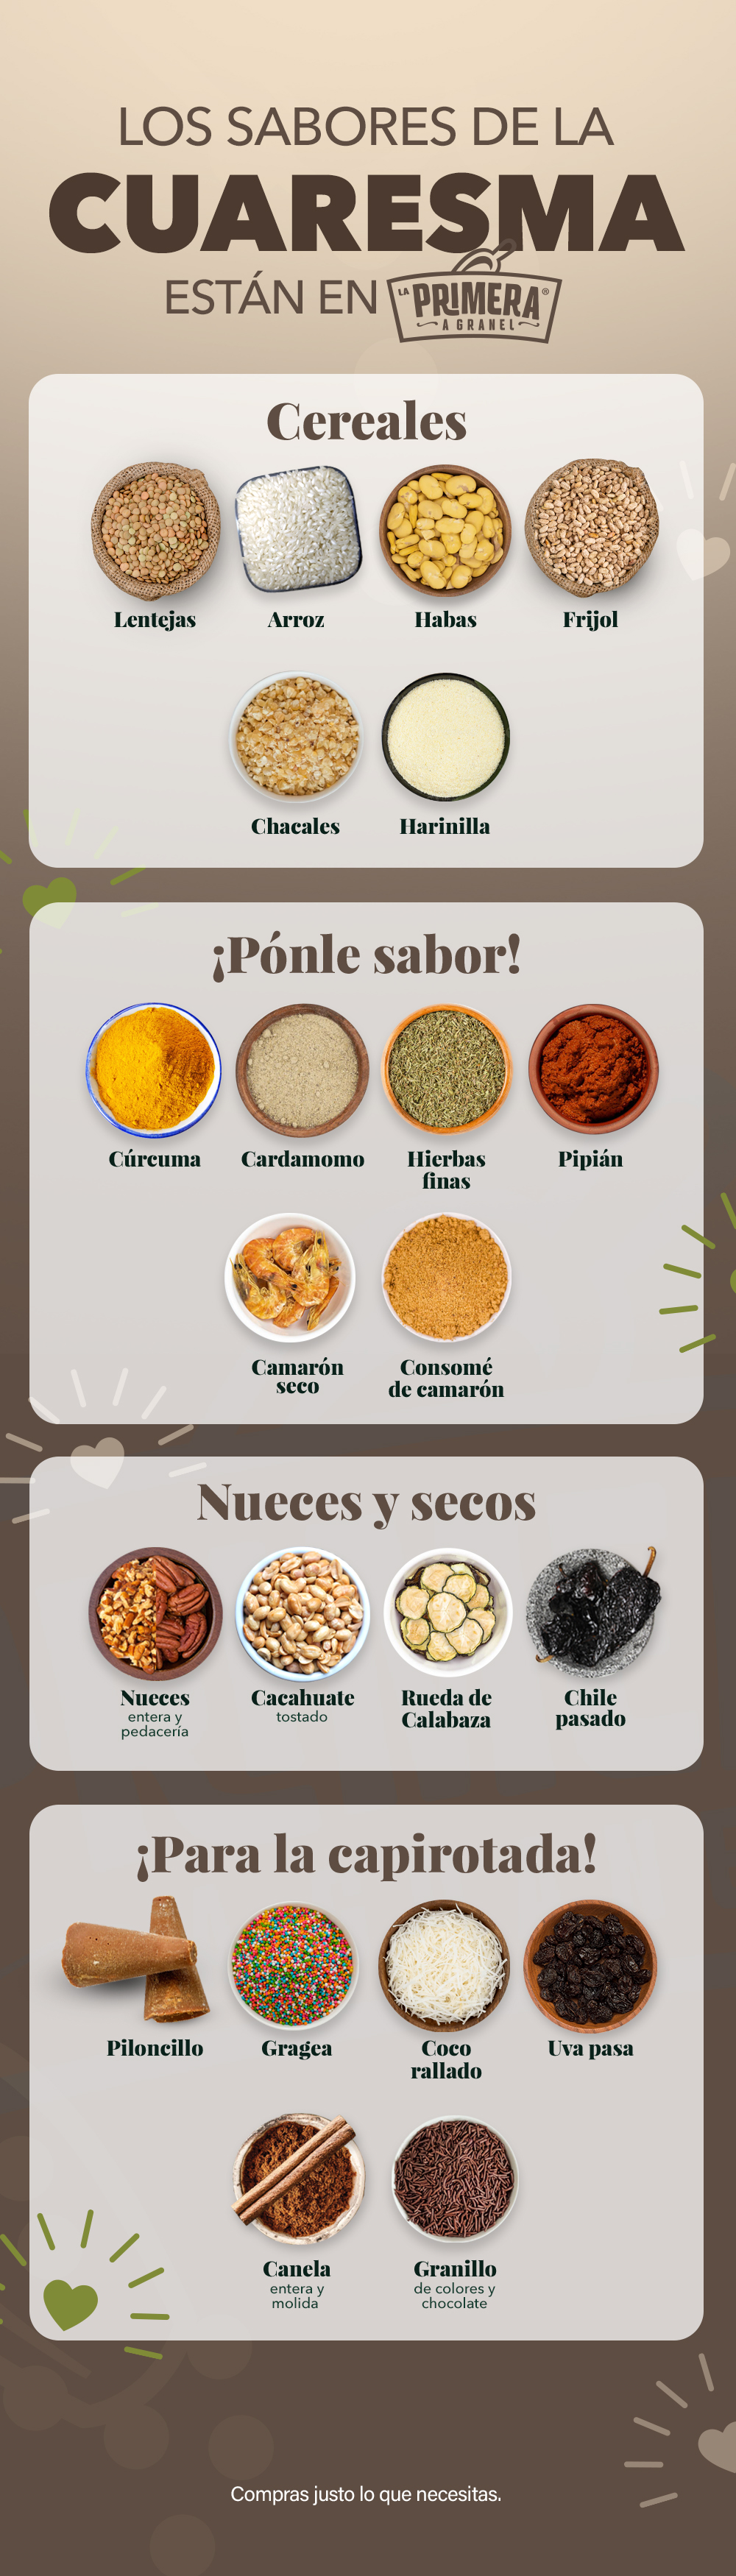 LOS SABORES DE LA
CUARESMA
ESTÁN EN
LA PRIMERA®
A GRANEL
Cereales
Lentejas
Arroz
Habas
Frijol
Chacales
Harinilla
¡Pónle sabor!
Cúrcuma
Cardamomo
Hierbas
finas
Pipián
Camarón
seco
Consomé
de camarón
Nueces y secos
Nueces
entera y
pedacería
Cacahuate
tostado
Rueda de
Calabaza
Chile
pasado
¡Para la capirotada!
Piloncillo
Gragea
Coco
rallado
Uva pasa
Canela
entera y
molida
Granillo
de colores y
chocolate
Compras justo lo que necesitas.